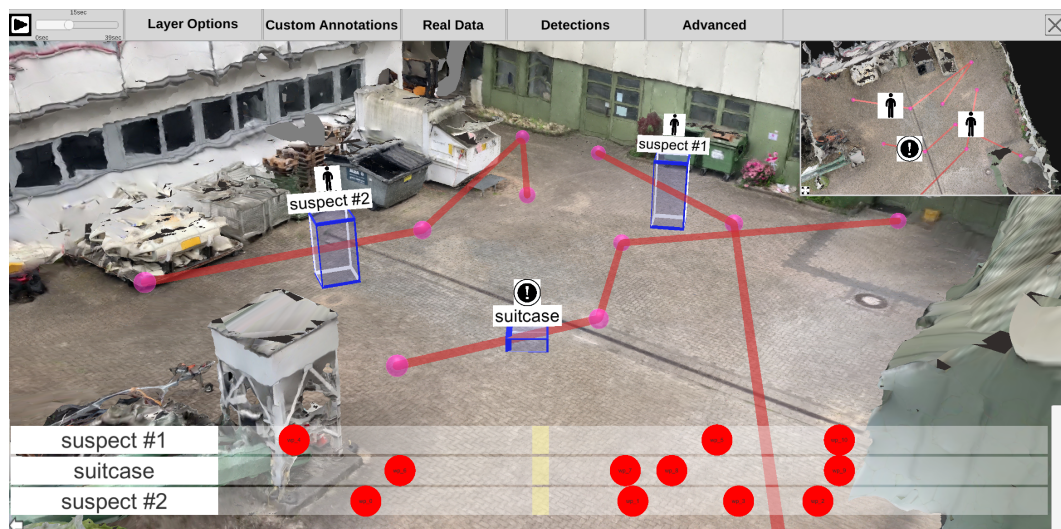 15sec
0sec
39sec
Layer Options
Custom Annotations
Real Data
Detections
Advanced
suspect #1
suspect #2
suitcase
suspect #1
suitcase
suspect #2